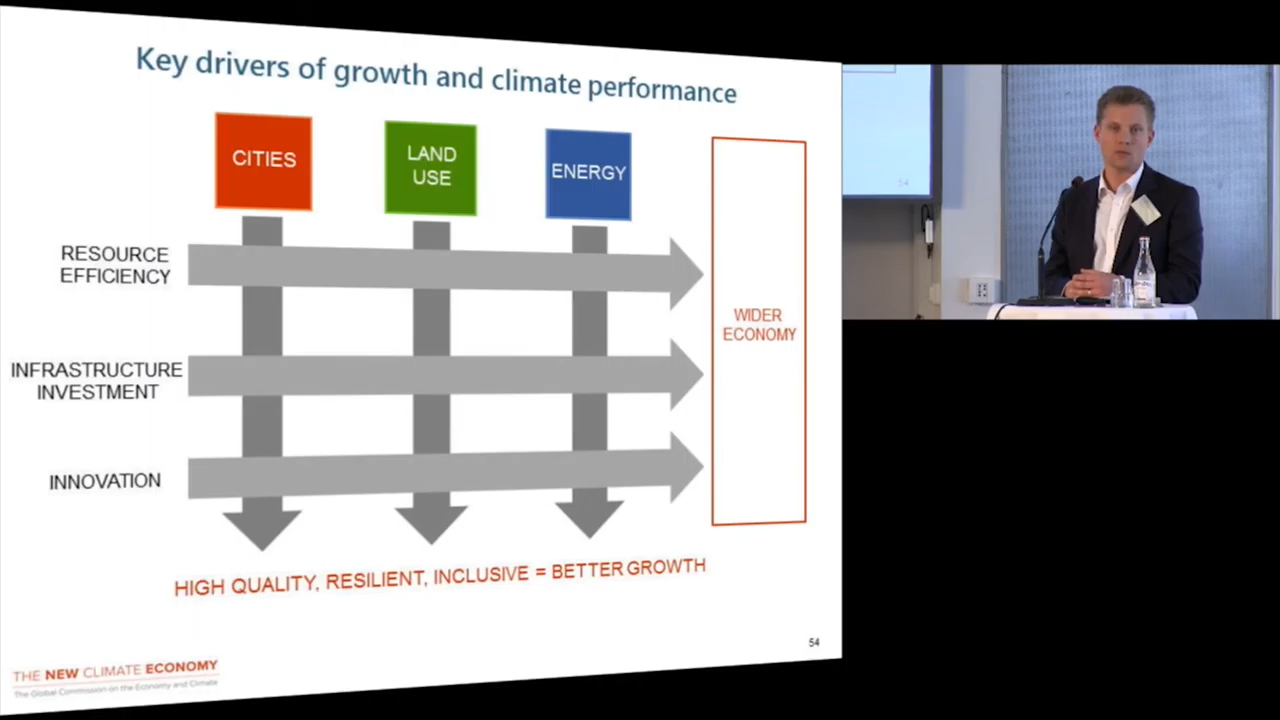 Key drivers of growth and climate performance
CITIES
LAND
USE
ENERGY
RESOURCE
EFFICIENCY
INFRASTRUCTURE
INVESTMENT
INNOVATION
WIDER
ECONOMY
HIGH QUALITY, RESILIENT, INCLUSIVE = BETTER GROWTH
54
THE NEW CLIMATE ECONOMY
The Global Commission on the Economy and Climate
54